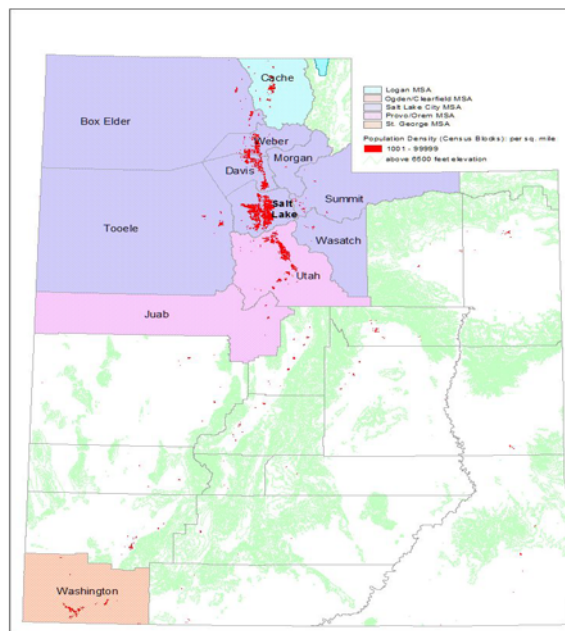 Cache
Logan MSA
Ogden/Clearfield MSA
Salt Lake City MSA
Provo/Orem MSA
St. George MSA
Population Density (Census Blocks): per sq. mile
1001 - 99999
above 6500 feet elevation
Box Elder
Weber
Morgan
Davis
Summit
Salt
Lake
Tooele
Wasatch
Utah
Juab
Washington